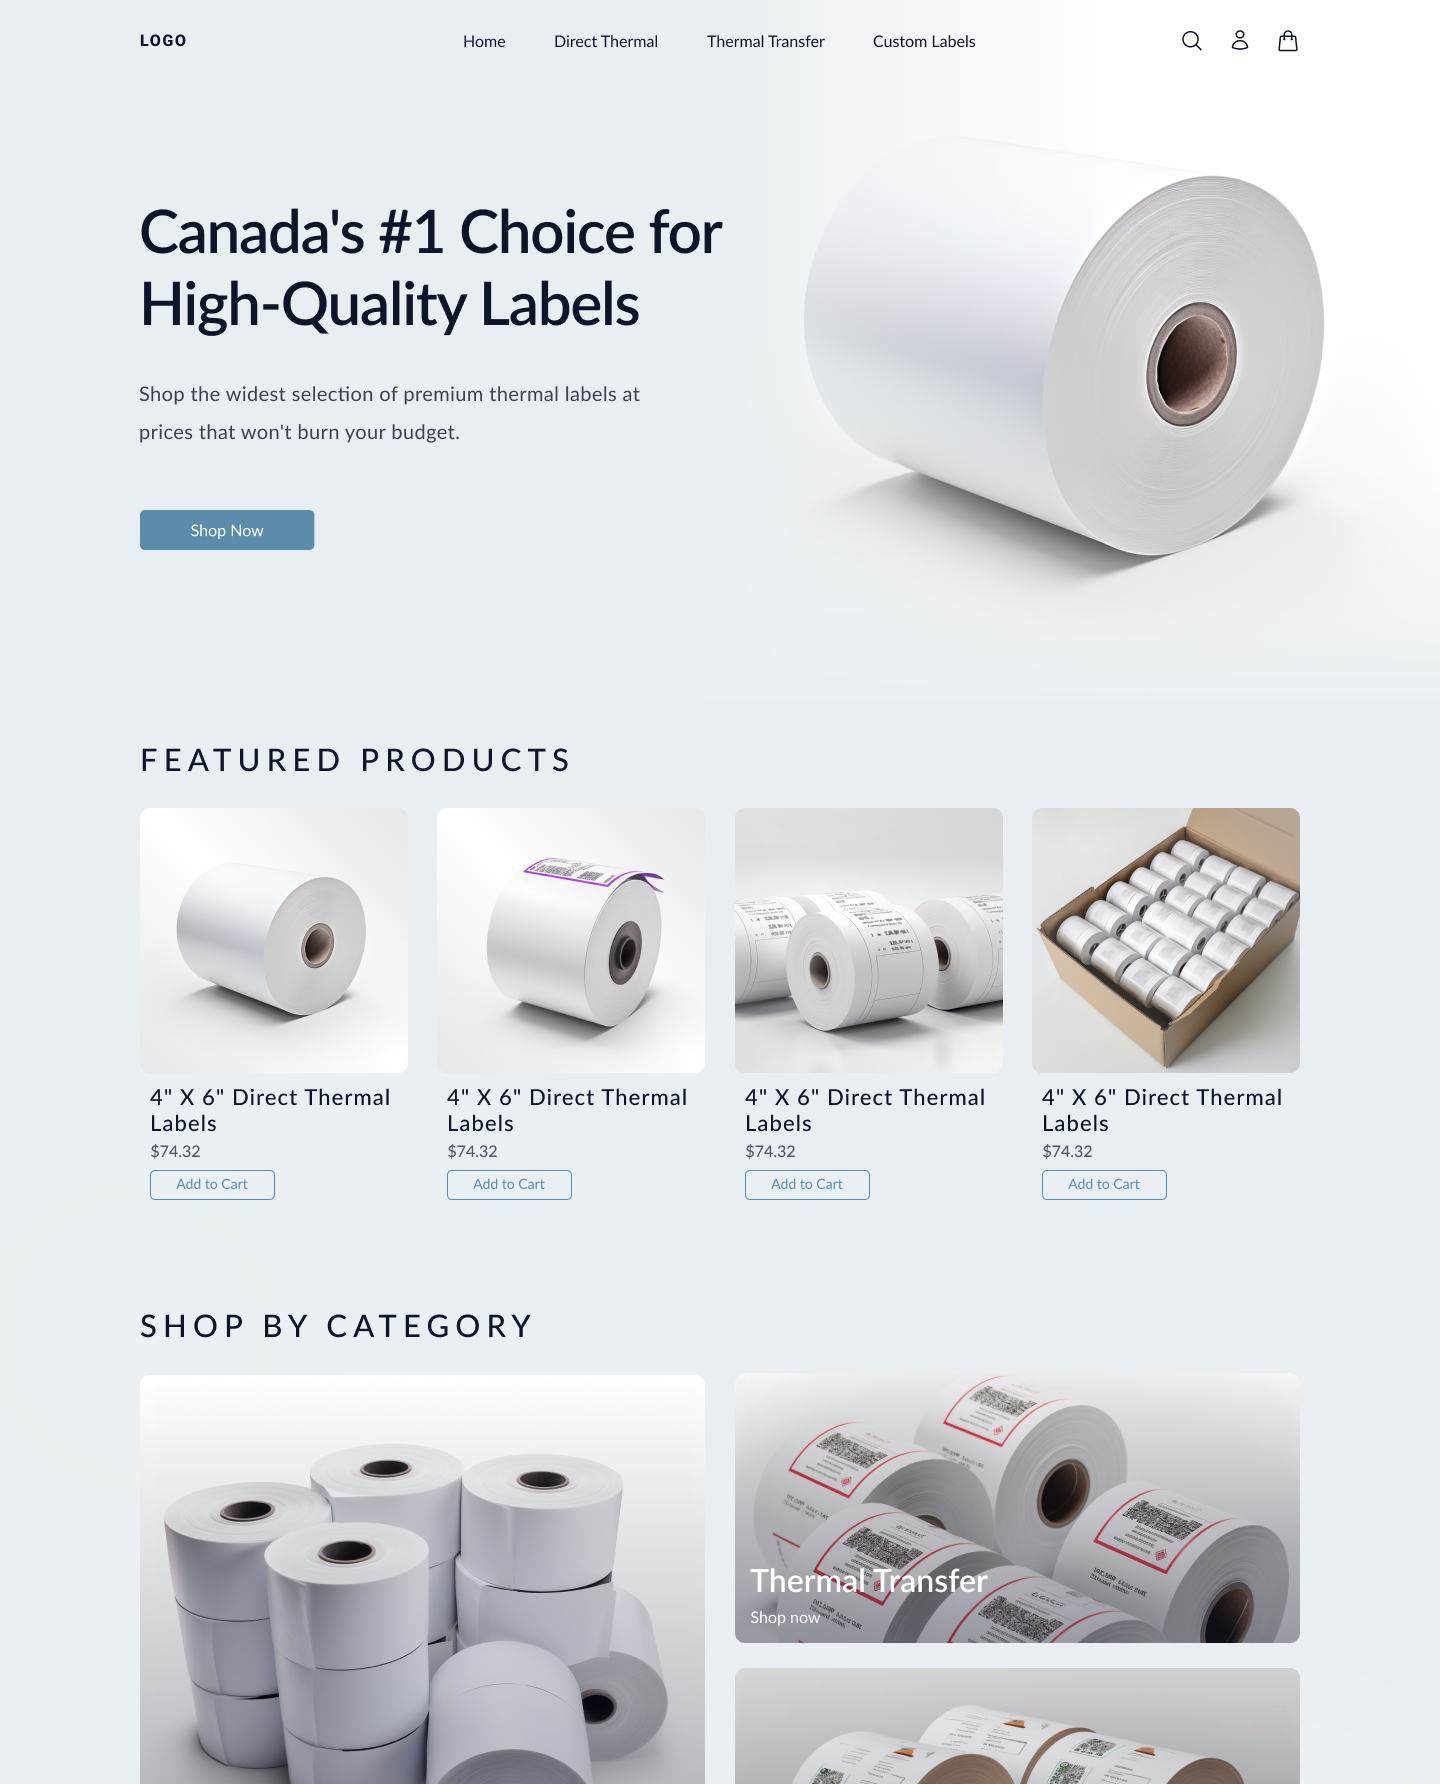 LOGO
Home
Direct Thermal
Thermal Transfer
Custom Labels
Canada's #1 Choice for
High-Quality Labels
Shop the widest selection of premium thermal labels at
prices that won't burn your budget.
Shop Now
FEATURED PRODUCTS
4" X 6" Direct Thermal
Labels
$74.32
Add to Cart
4" X 6" Direct Thermal
Labels
$74.32
Add to Cart
4" X 6" Direct Thermal
Labels
$74.32
Add to Cart
4" X 6" Direct Thermal
Labels
$74.32
Add to Cart
SHOP BY CATEGORY
Thermal Transfer
Shop now